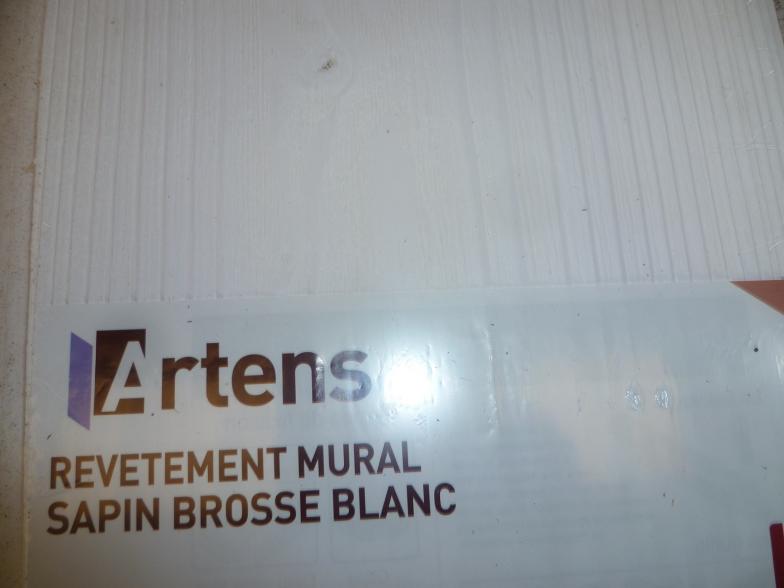 Artens
REVETEMENT MURAL
SAPIN BROSSE BLANC